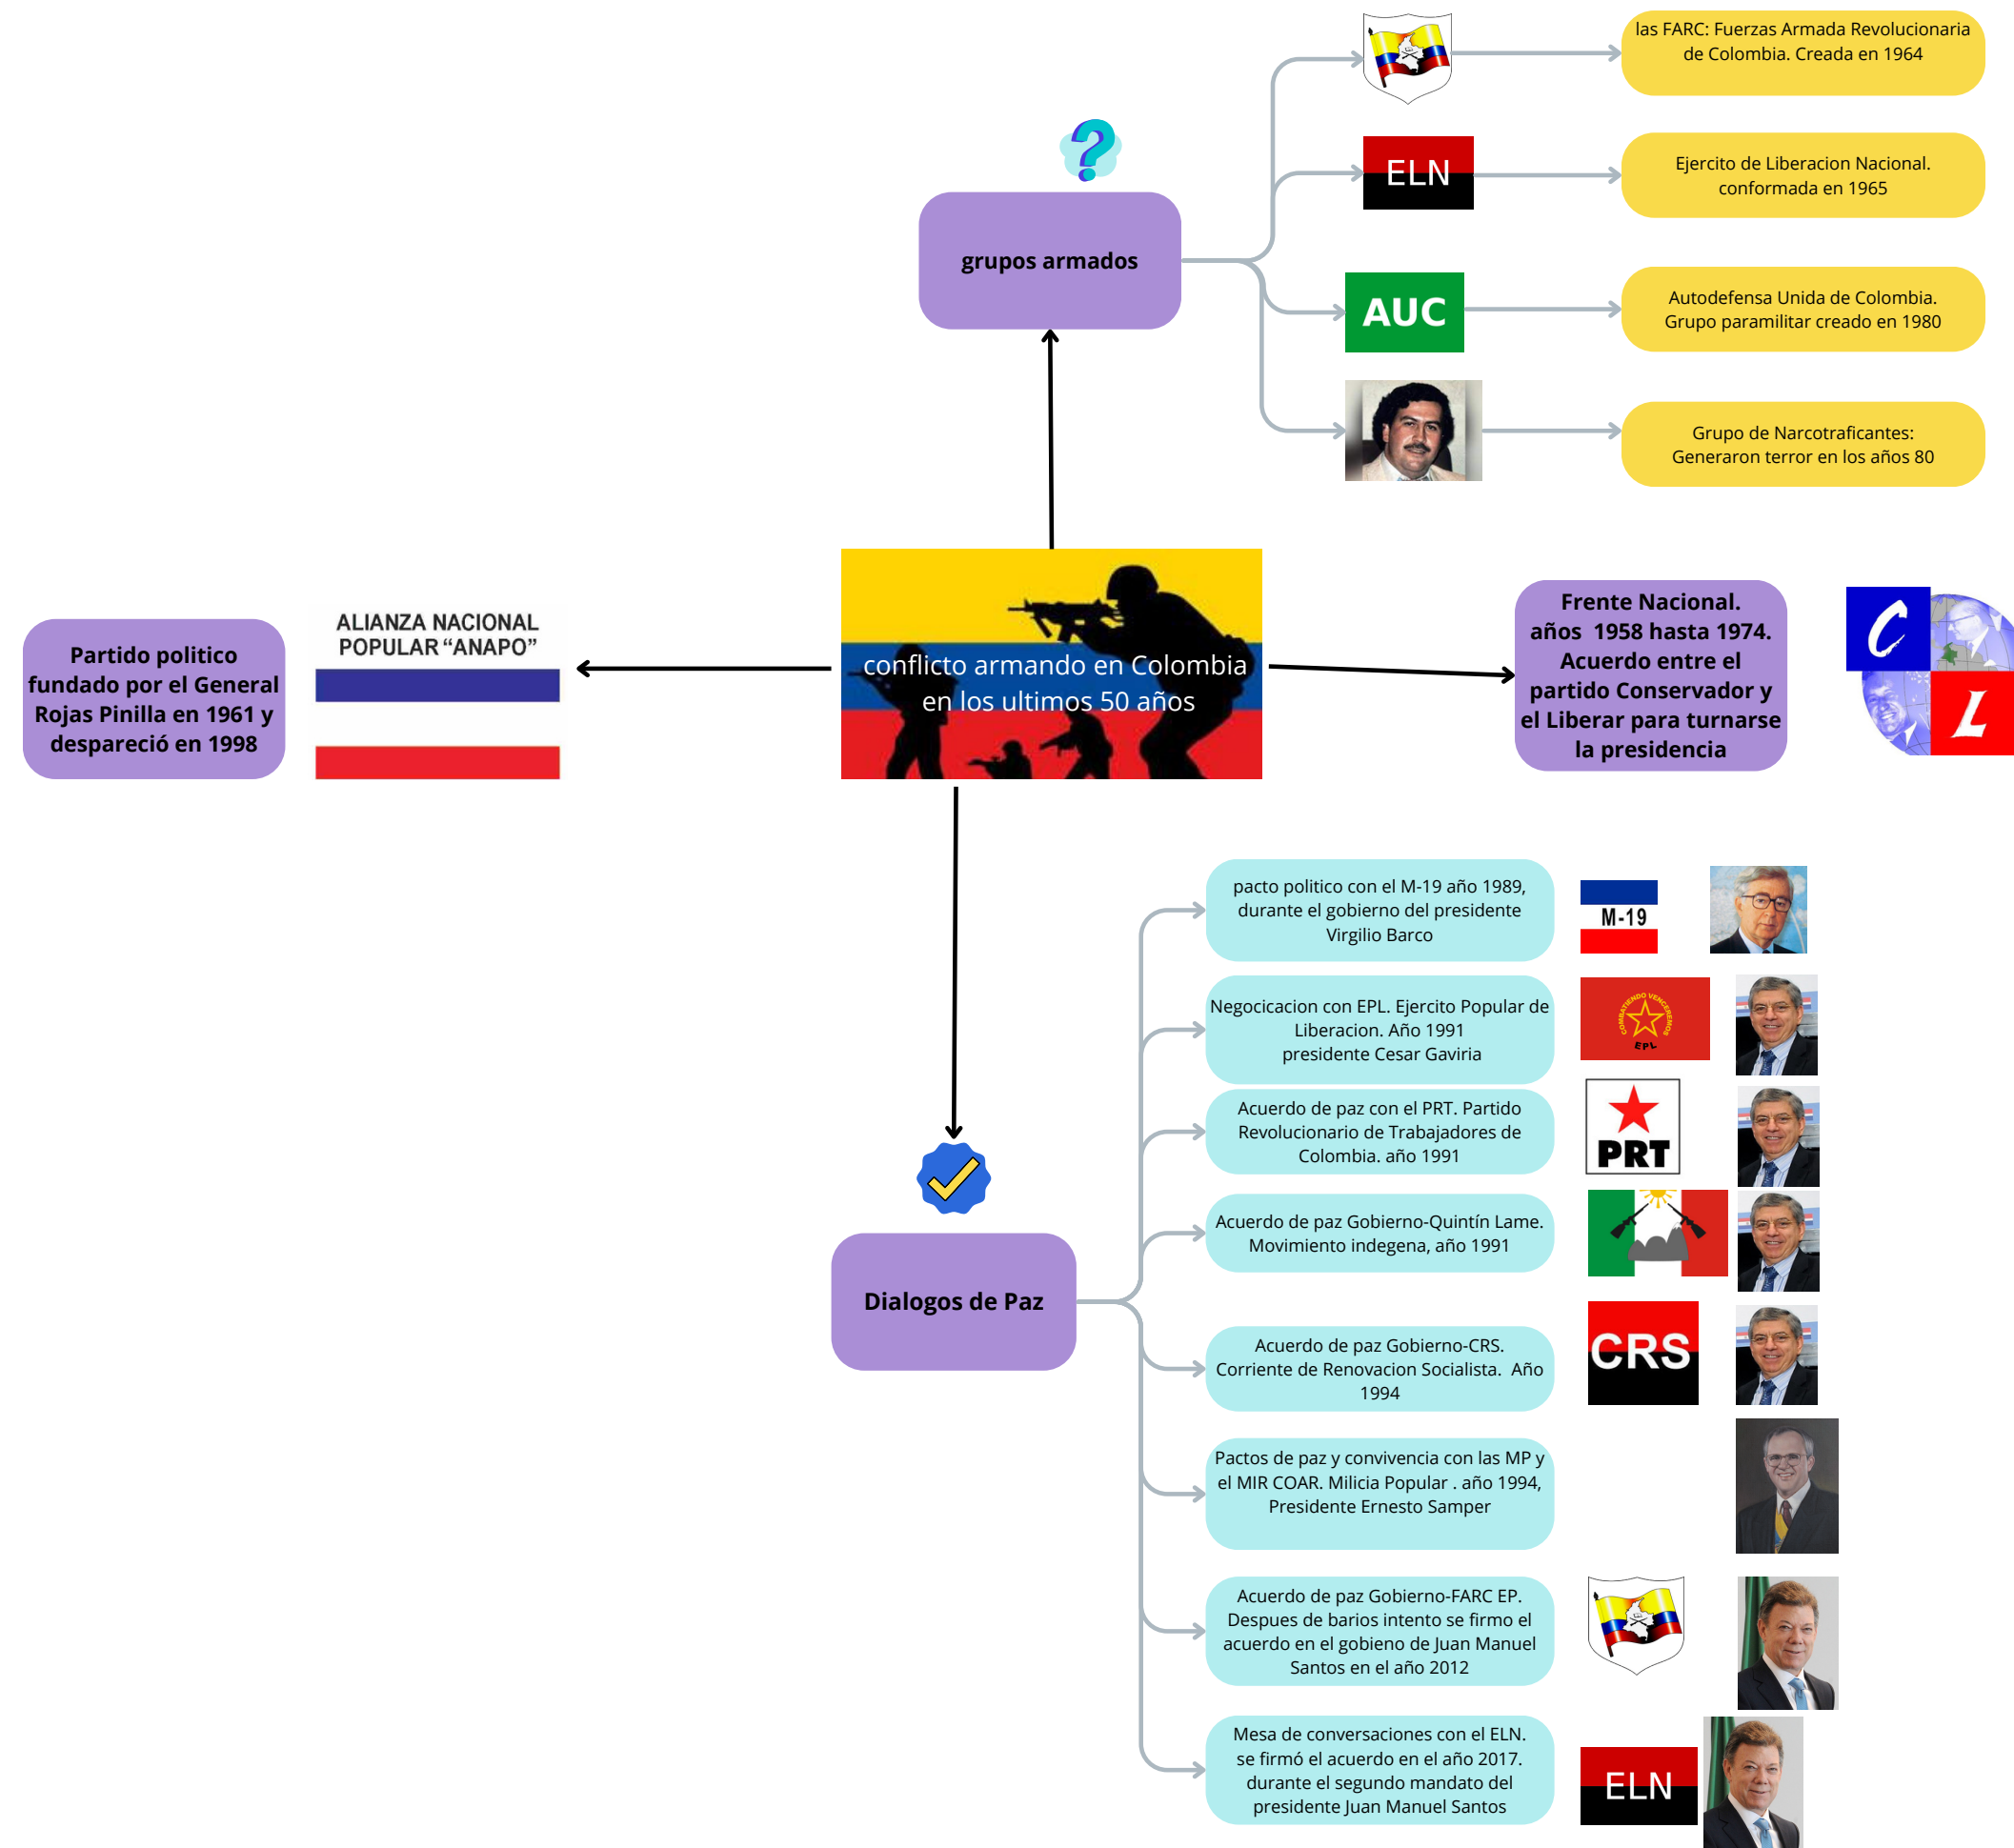 las FARC: Fuerzas Armada Revolucionaria
de Colombia. Creada en 1964
ELN
Ejercito de Liberacion Nacional.
conformada en 1965
grupos armados
AUC
Autodefensa Unida de Colombia.
Grupo paramilitar creado en 1980
Grupo de Narcotraficantes:
Generaron terror en los años 80
Partido politico
fundado por el General
Rojas Pinilla en 1961 y
despareció en 1998
ALIANZA NACIONAL
POPULAR “ANAPO”
conflicto armando en Colombia
en los ultimos 50 años
Frente Nacional.
años 1958 hasta 1974.
Acuerdo entre el
partido Conservador y
el Liberar para turnarse
la presidencia
C
L
pacto politico con el M-19 año 1989,
durante el gobierno del presidente
Virgilio Barco
M-19
Negocicacion con EPL. Ejercito Popular de
Liberacion. Año 1991
presidente Cesar Gaviria
COMBATIENDO VENCEREMOS
EPL
Acuerdo de paz con el PRT. Partido
Revolucionario de Trabajadores de
Colombia. año 1991
PRT
Acuerdo de paz Gobierno-Quintín Lame.
Movimiento indegena, año 1991
Dialogos de Paz
Acuerdo de paz Gobierno-CRS.
Corriente de Renovacion Socialista. Año
1994
CRS
Pactos de paz y convivencia con las MP y
el MIR COAR. Milicia Popular . año 1994,
Presidente Ernesto Samper
Acuerdo de paz Gobierno-FARC EP.
Despues de barios intento se firmo el
acuerdo en el gobieno de Juan Manuel
Santos en el año 2012
Mesa de conversaciones con el ELN.
se firmó el acuerdo en el año 2017.
durante el segundo mandato del
presidente Juan Manuel Santos
ELN